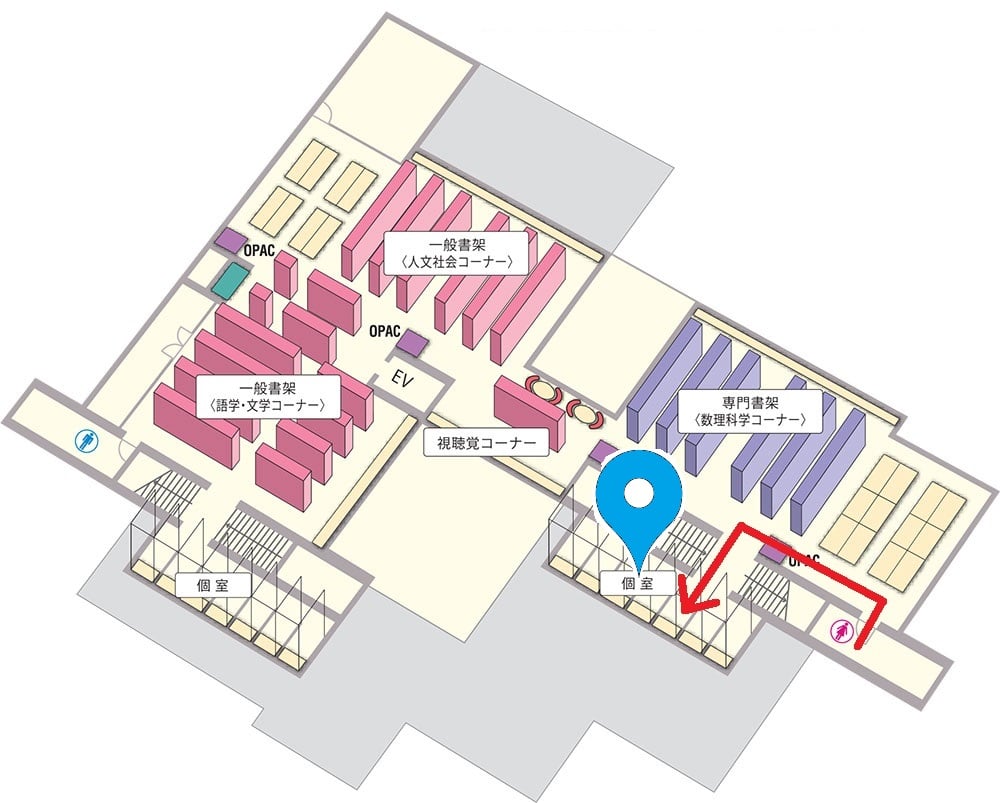 OPAC
一般書架
〈人文社会コーナー〉
OPAC
EV
一般書架
〈語学・文学コーナー〉
視聴覚コーナー
専門書架
〈数理科学コーナー〉
OPAC
個室
個室